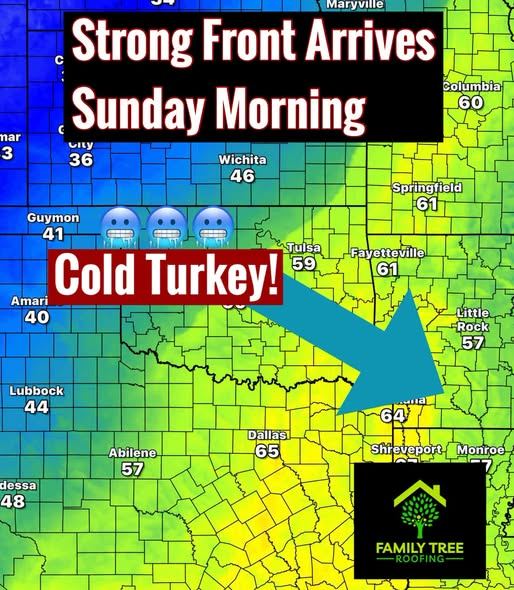 Maryville
Strong Front Arrives
Sunday Morning
Columbia
60
City
36
Wichita
46
Springfield
61
Guymon
41
Tulsa
59
Fayetteville
61
Cold Turkey!
40
Little
Rock
57
Lubbock
44
64
Dallas
65
Abilene
57
Shreveport
Monroe
48
FAMILY TREE
ROOFING